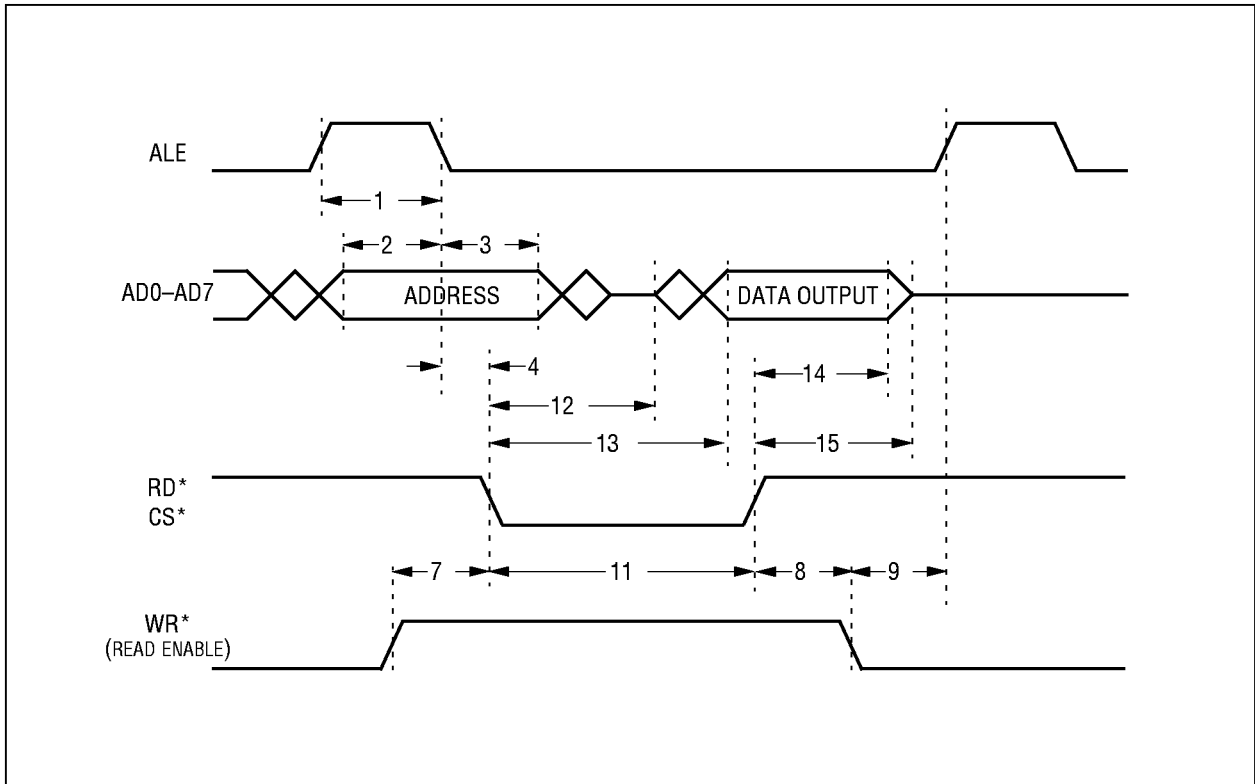 ALE
1
2
3
AD0–AD7
ADDRESS
DATA OUTPUT
4
14
12
13
15
RD*
CS*
7
11
8
9
WR*
(READ ENABLE)